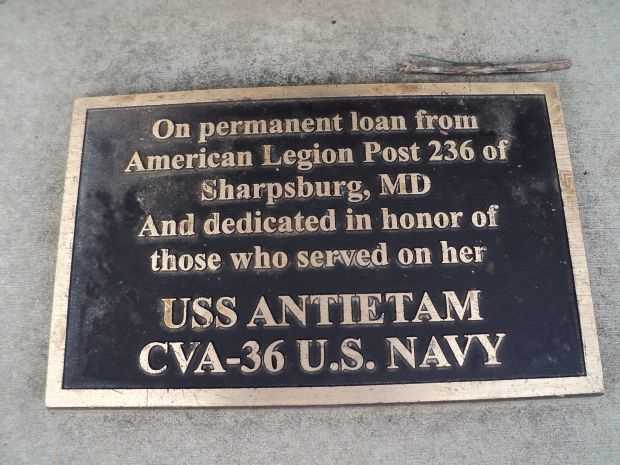 On permanent loan from
American Legion Post 236 of
Sharpsburg, MD
And dedicated in honor of
those who served on her
USS ANTIETAM
CVA-36 U.S. NAVY